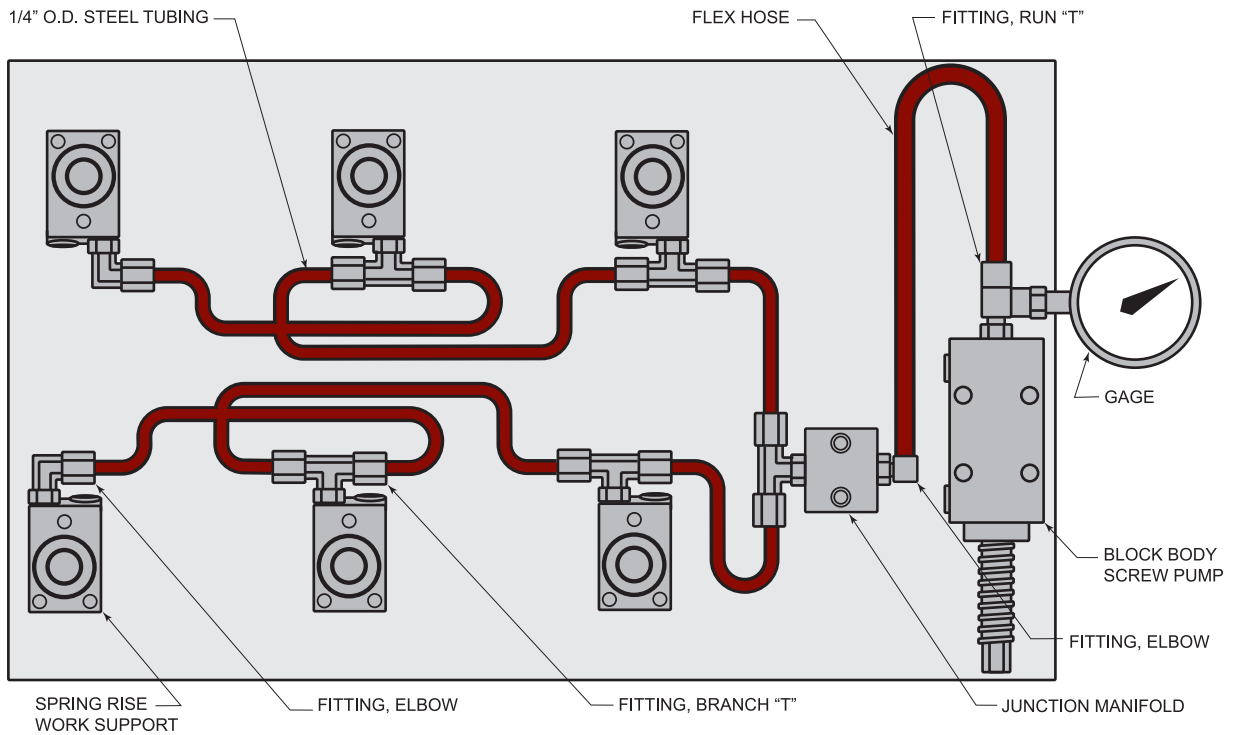 1/4” O.D. STEEL TUBING
FLEX HOSE
FITTING, RUN “T”
GAGE
BLOCK BODY
SCREW PUMP
FITTING, ELBOW
SPRING RISE
WORK SUPPORT
FITTING, ELBOW
FITTING, BRANCH “T”
JUNCTION MANIFOLD